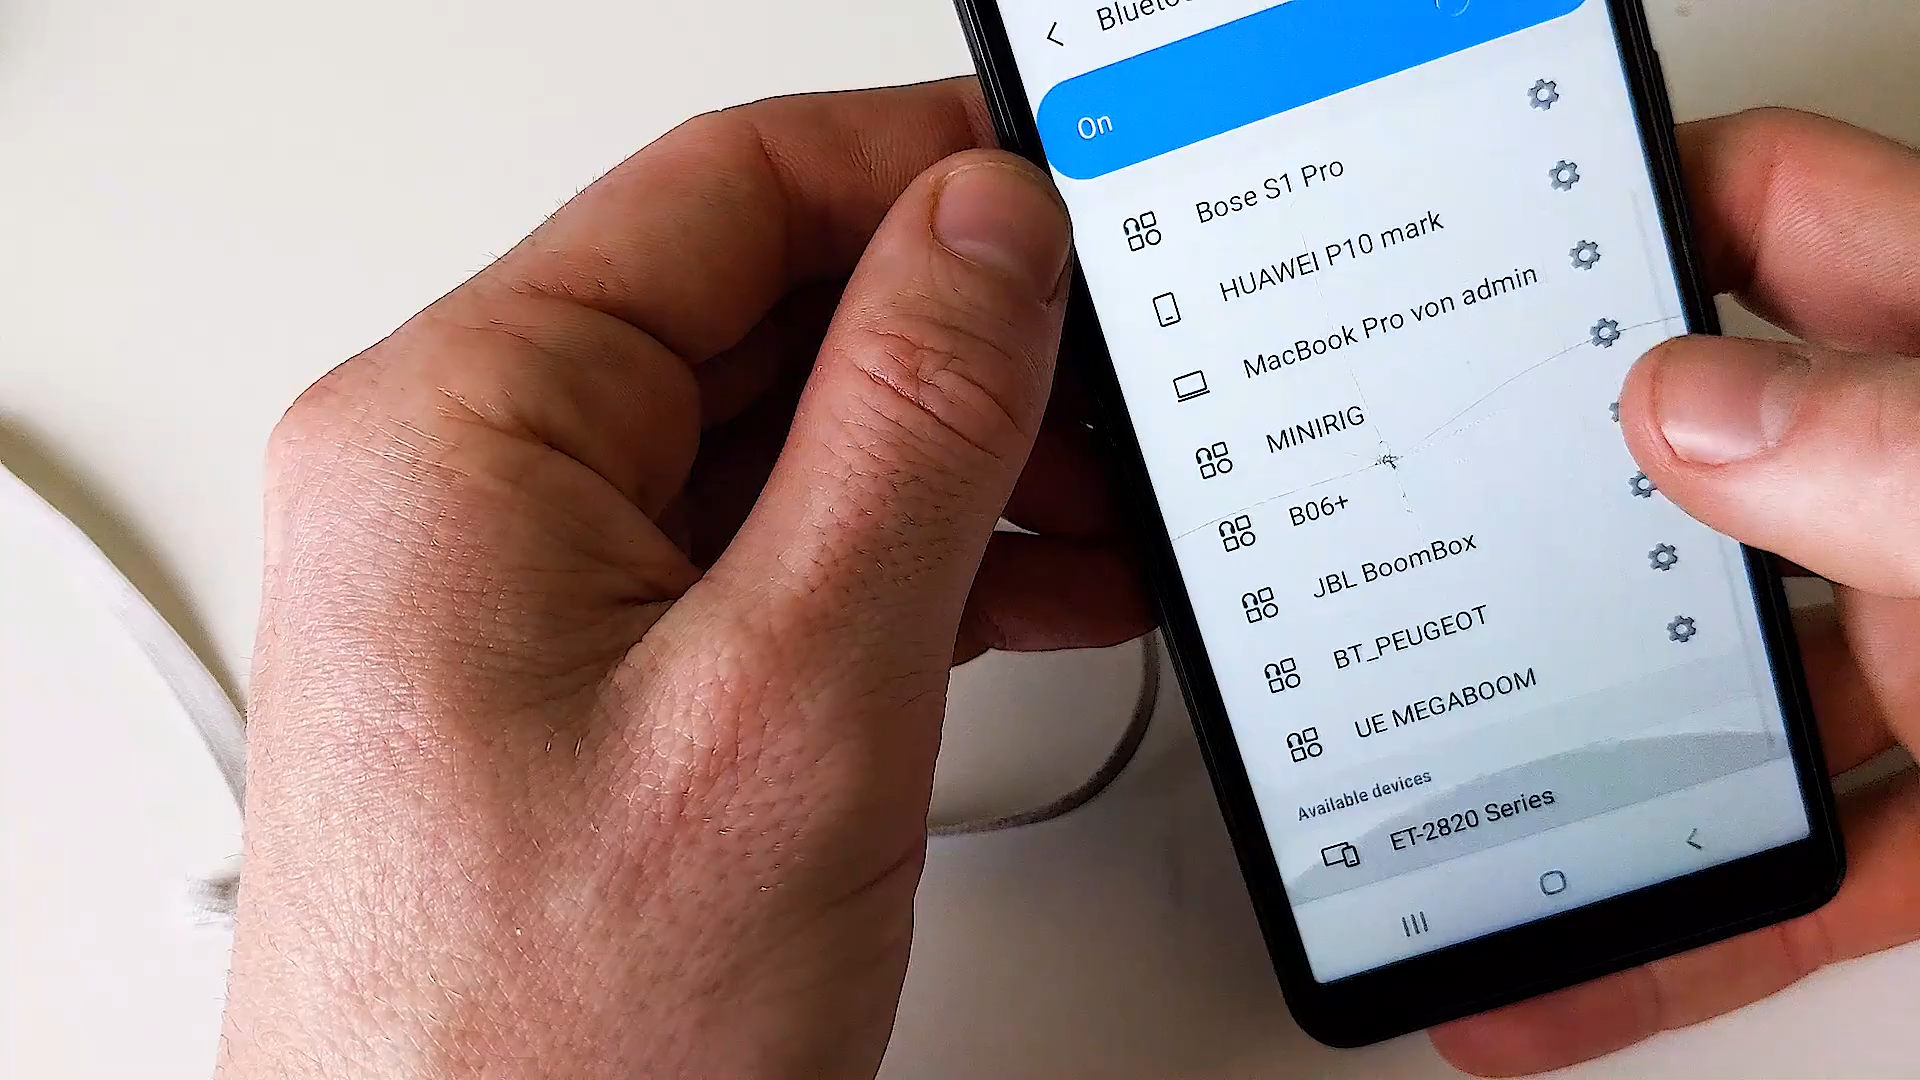 On
Bose S1 Pro
HUAWEI P10 mark
MacBook Pro von admin
MINIRIG
B06+
JBL BoomBox
BT_PEUGEOT
UE MEGABOOM
Available devices
ET-2820 Series